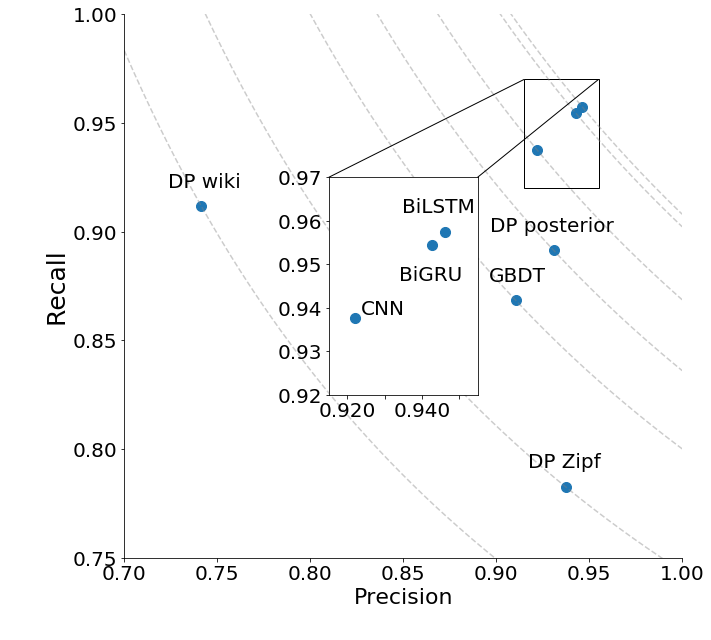 1.00
0.95
DP wiki
0.97
BiLSTM
0.96
0.90
DP posterior
Recall
0.95
BiGRU
GBDT
0.94
CNN
0.93
0.85
0.92
0.920 0.940
0.80
DP Zipf
0.75
0.70 0.75 0.80 0.85 0.90 0.95 1.00
Precision